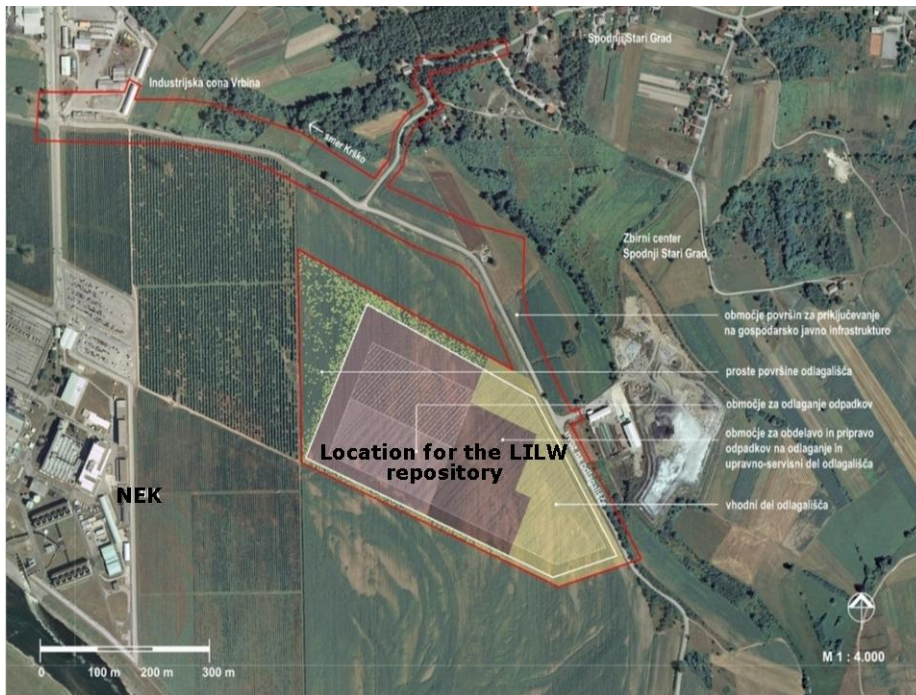 Spodnji Stari Grad
Industrijska cona Vrbina
smer Krško
Zbirni center
Spodnji Stari Grad
območje površin za priključevanje
na gospodarsko javno infrastrukturo
proste površine odlagališča
območje za odlaganje odpadkov
območje za obdelavo in pripravo
odpadkov na odlaganje in
upravno-servisni del odlagališča
vhodni del odlagališča
Location for the LILW
repository
NEK
100 m 200 m 300 m
M 1 : 4.000